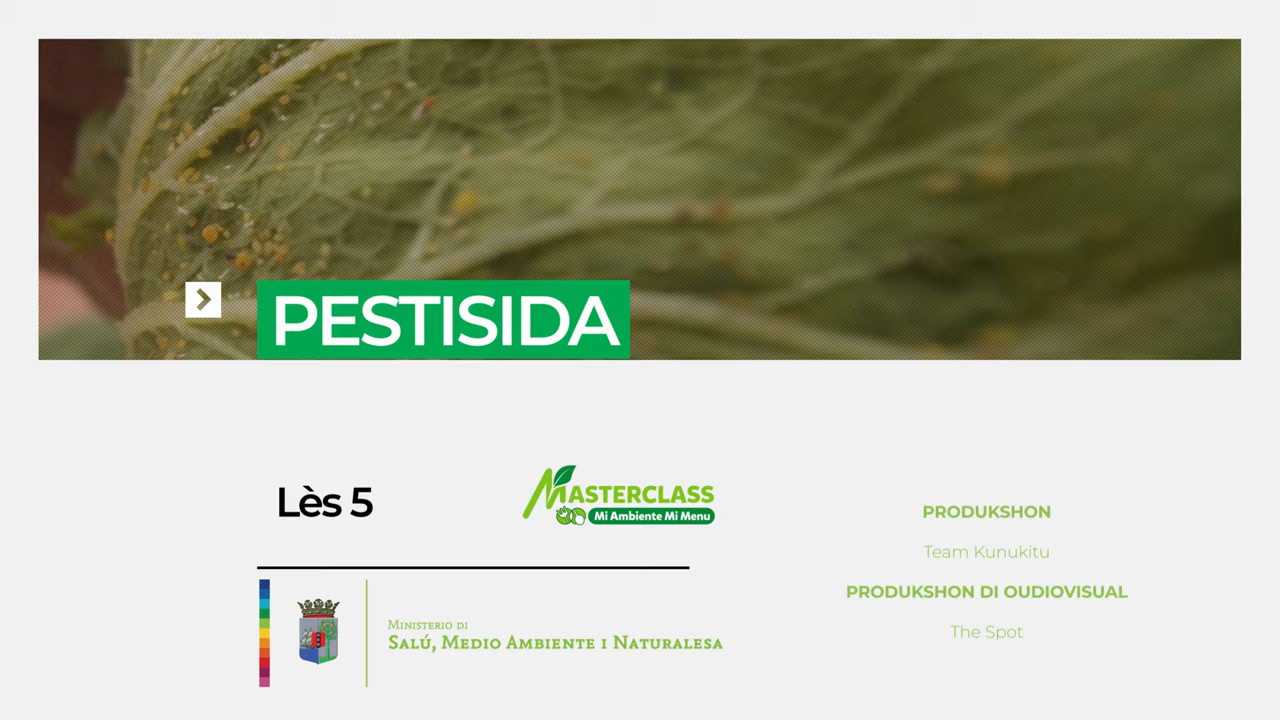 PESTISIDA
Lès 5
MASTERCLASS
Mi Ambiente Mi Menu
MINISTERIO DI
SALÚ, MEDIO AMBIENTE I NATURALESA
PRODUKSHON
Team Kunukitu
PRODUKSHON DI OUDIOVISUAL
The Spot